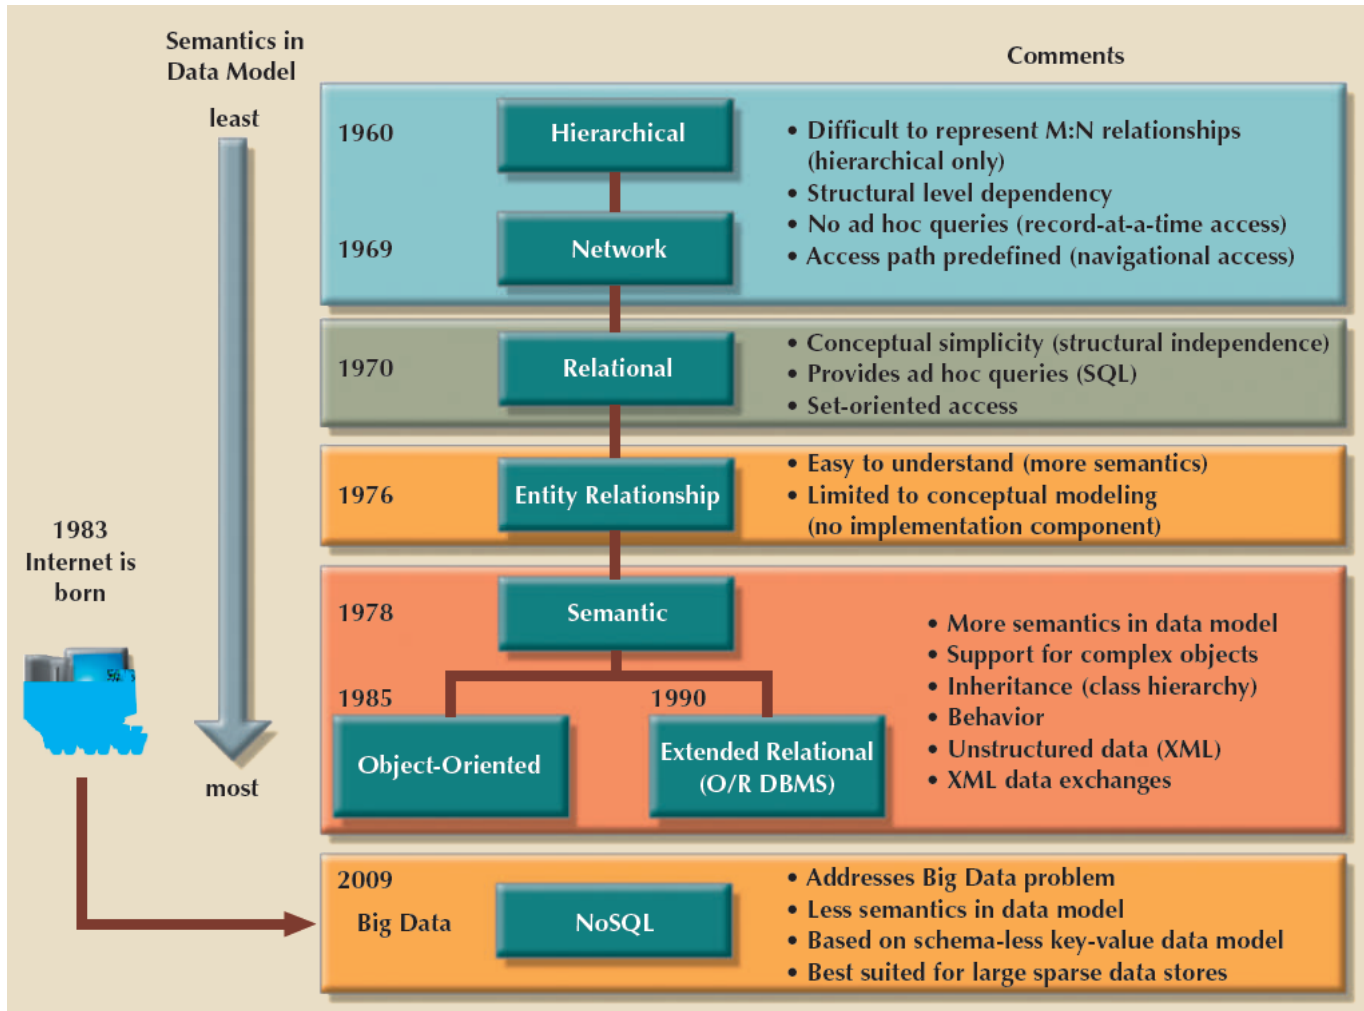 Semantics in
Data Model
Comments
least
1960
Hierarchical
• Difficult to represent M:N relationships
(hierarchical only)
• Structural level dependency
• No ad hoc queries (record-at-a-time access)
• Access path predefined (navigational access)
1969
Network
1970
Relational
• Conceptual simplicity (structural independence)
• Provides ad hoc queries (SQL)
• Set-oriented access
1976
Entity Relationship
• Easy to understand (more semantics)
• Limited to conceptual modeling
(no implementation component)
1983
Internet is
born
1978
Semantic
1985
1990
Object-Oriented
Extended Relational
(O/R DBMS)
• More semantics in data model
• Support for complex objects
• Inheritance (class hierarchy)
• Behavior
• Unstructured data (XML)
• XML data exchanges
most
2009
Big Data
NoSQL
• Addresses Big Data problem
• Less semantics in data model
• Based on schema-less key-value data model
• Best suited for large sparse data stores